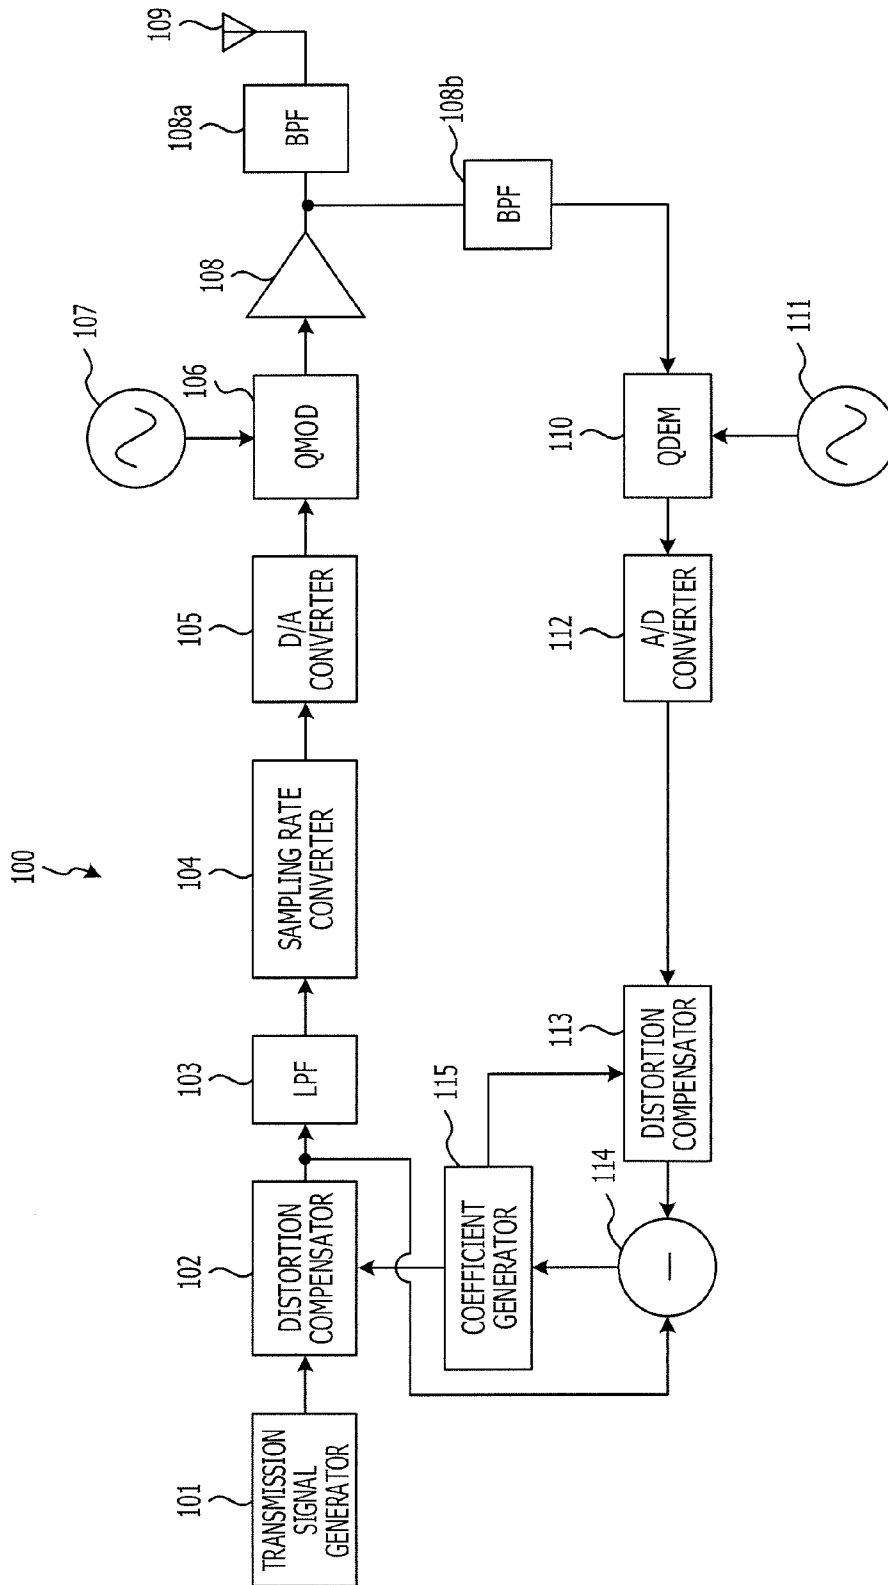 100
101
TRANSMISSION
SIGNAL
GENERATOR
102
DISTORTION
COMPENSATOR
103
LPF
104
SAMPLING RATE
CONVERTER
105
D/A
CONVERTER
106
QMOD
107
108
108a
BPF
109
108b
BPF
110
QDEM
111
112
A/D
CONVERTER
113
DISTORTION
COMPENSATOR
114
−
115
COEFFICIENT
GENERATOR